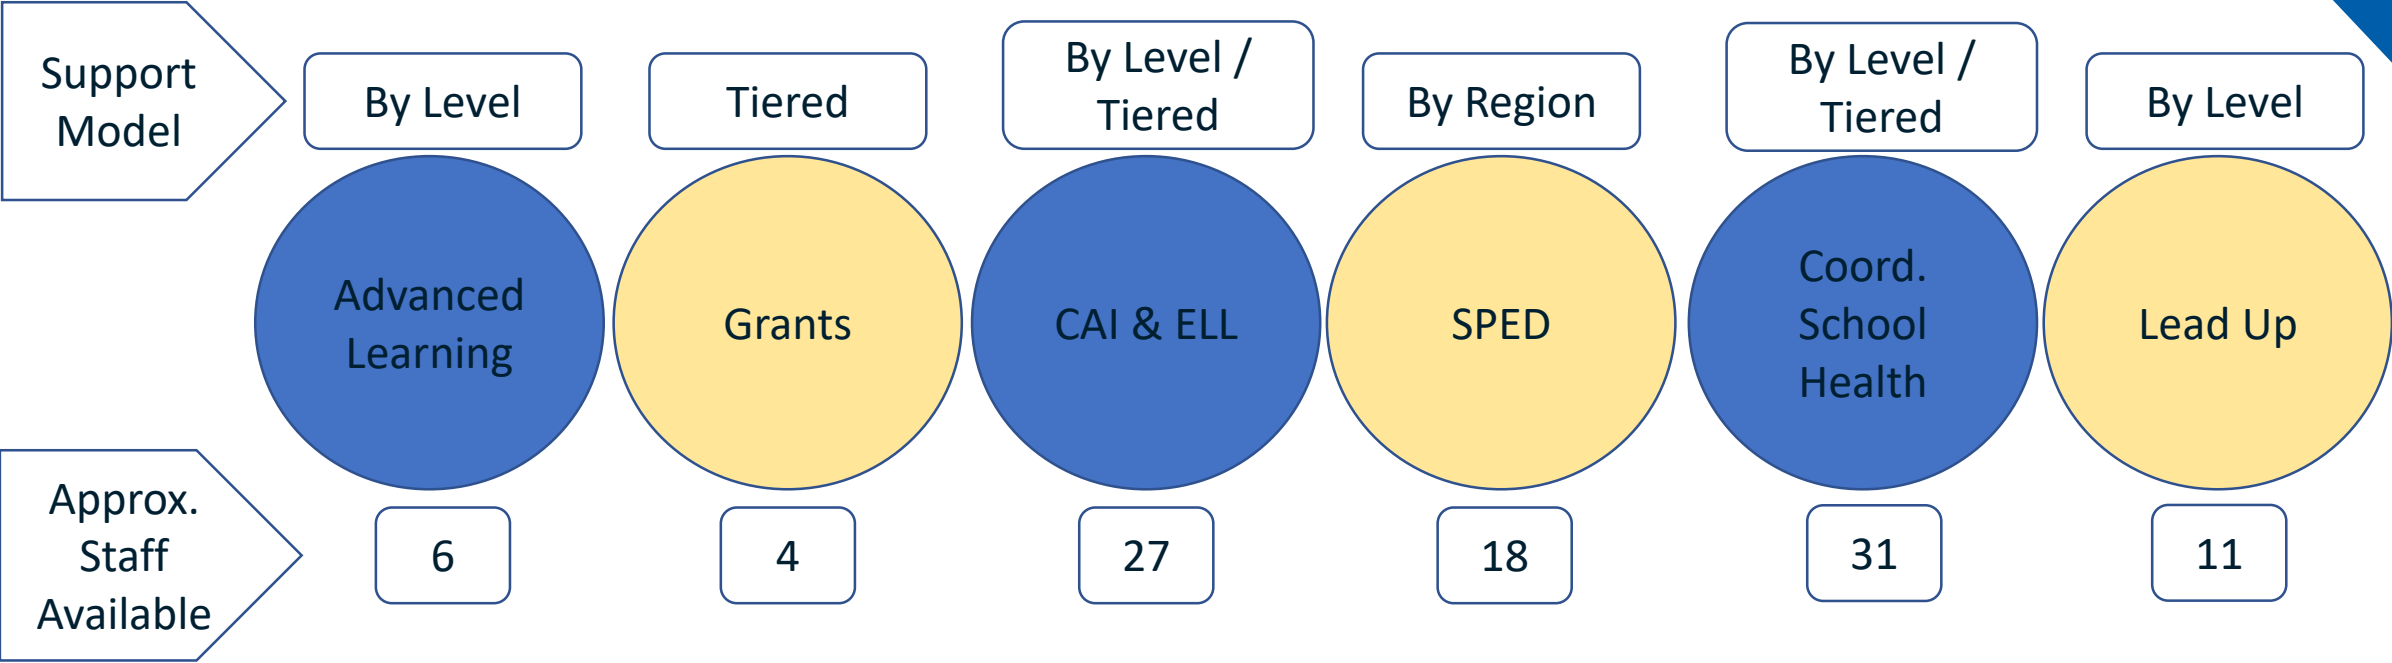 Support
Model
By Level
Tiered
By Level /
Tiered
By Region
By Level /
Tiered
By Level
Advanced
Learning
Grants
CAI & ELL
SPED
Coord.
School
Health
Lead Up
Approx.
Staff
Available
6
4
27
18
31
11